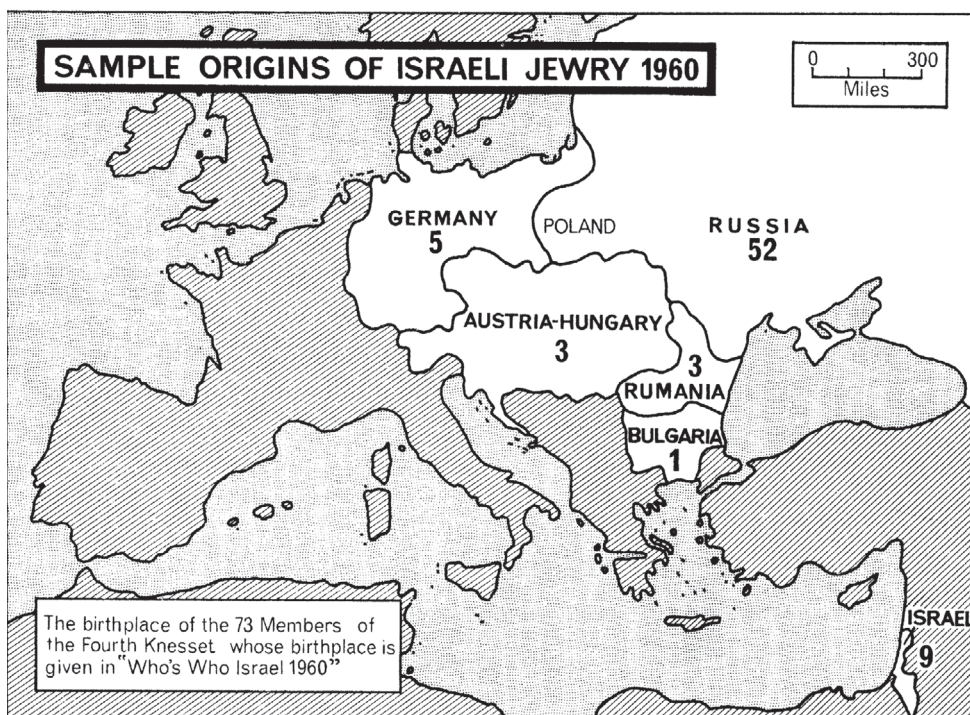 SAMPLE ORIGINS OF ISRAELI JEWRY 1960
0 300
Miles
GERMANY
5
POLAND
RUSSIA
52
AUSTRIA-HUNGARY
3
3
RUMANIA
BULGARIA
1
ISRAEL
9
The birthplace of the 73 Members of
the Fourth Knesset whose birthplace is
given in "Who's Who Israel 1960"